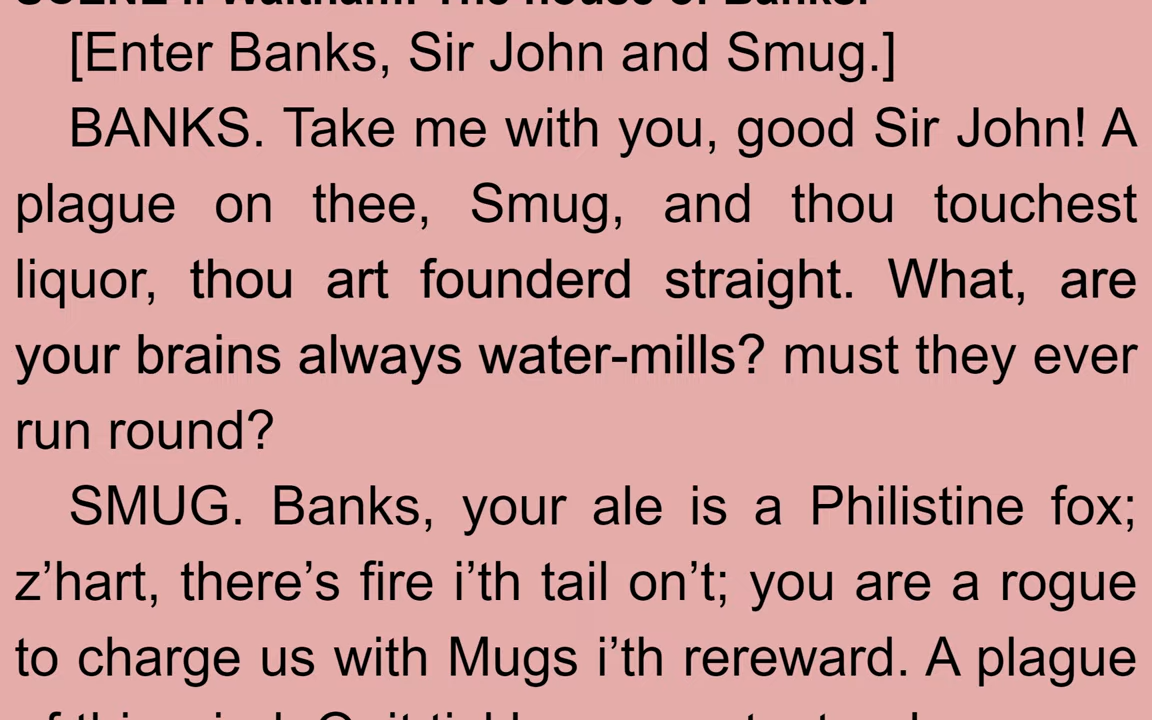 [Enter Banks, Sir John and Smug.]
BANKS. Take me with you, good Sir John! A
plague on thee, Smug, and thou touchest
liquor, thou art founderd straight. What, are
your brains always water-mills? must they ever
run round?
SMUG. Banks, your ale is a Philistine fox;
z’hart, there’s fire i’th tail on’t; you are a rogue
to charge us with Mugs i’th rereward. A plague